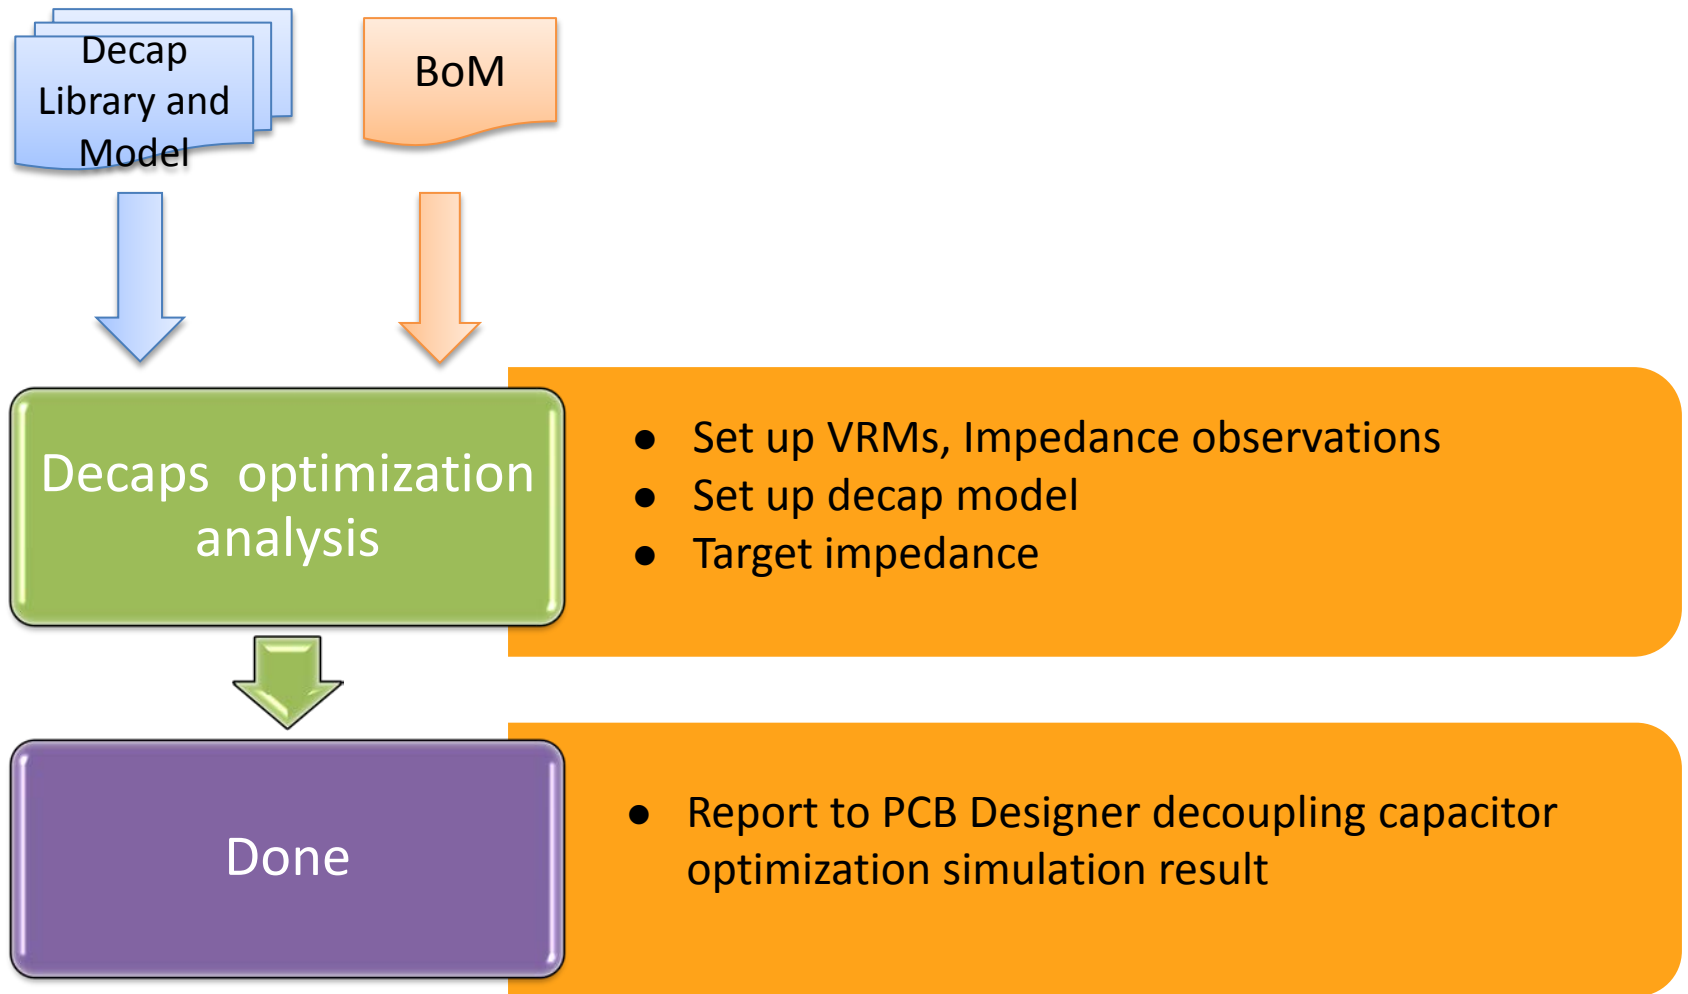 Decap
Library and
Model
BoM
Decaps  optimization
analysis
● Set up VRMs, Impedance observations
● Set up decap model
● Target impedance
Done
● Report to PCB Designer decoupling capacitor
optimization simulation result